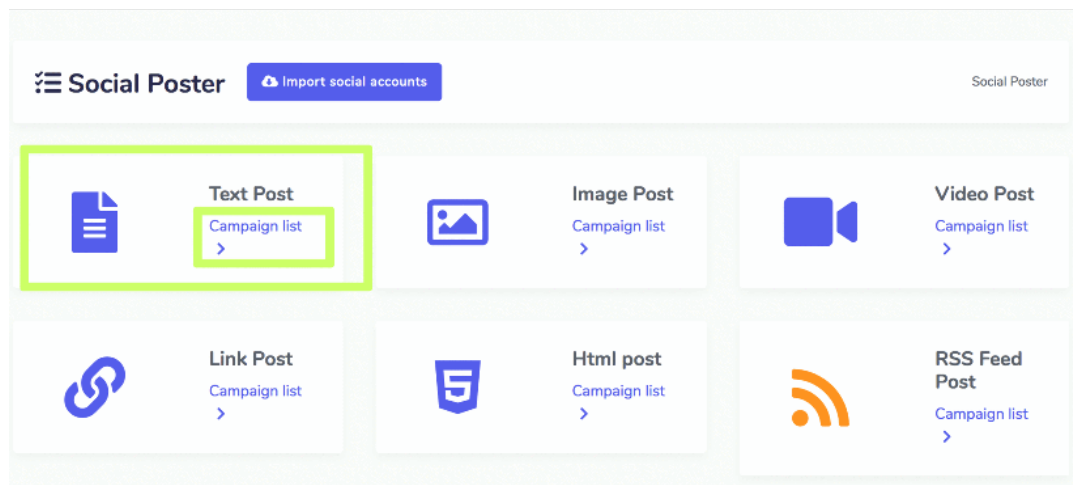 Social Poster
Import social accounts
Social Poster
Text Post
Campaign list
Image Post
Campaign list
Video Post
Campaign list
Link Post
Campaign list
Html post
Campaign list
RSS Feed
Post
Campaign list